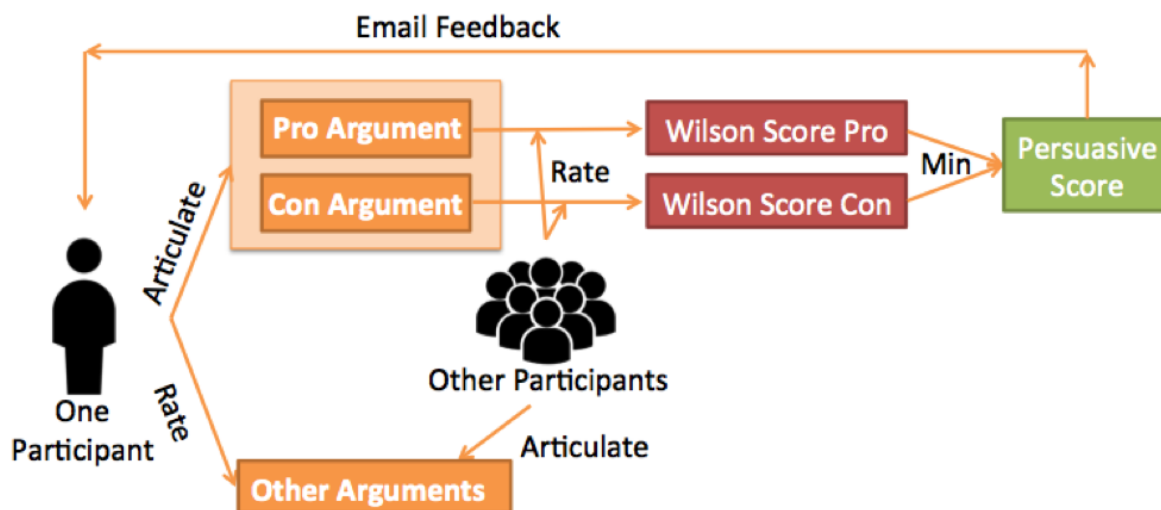 Email Feedback
Pro Argument
Wilson Score Pro
Con Argument
Wilson Score Con
Rate
Min
Persuasive
Score
Articulate
Rate
One
Participant
Other Participants
Articulate
Other Arguments